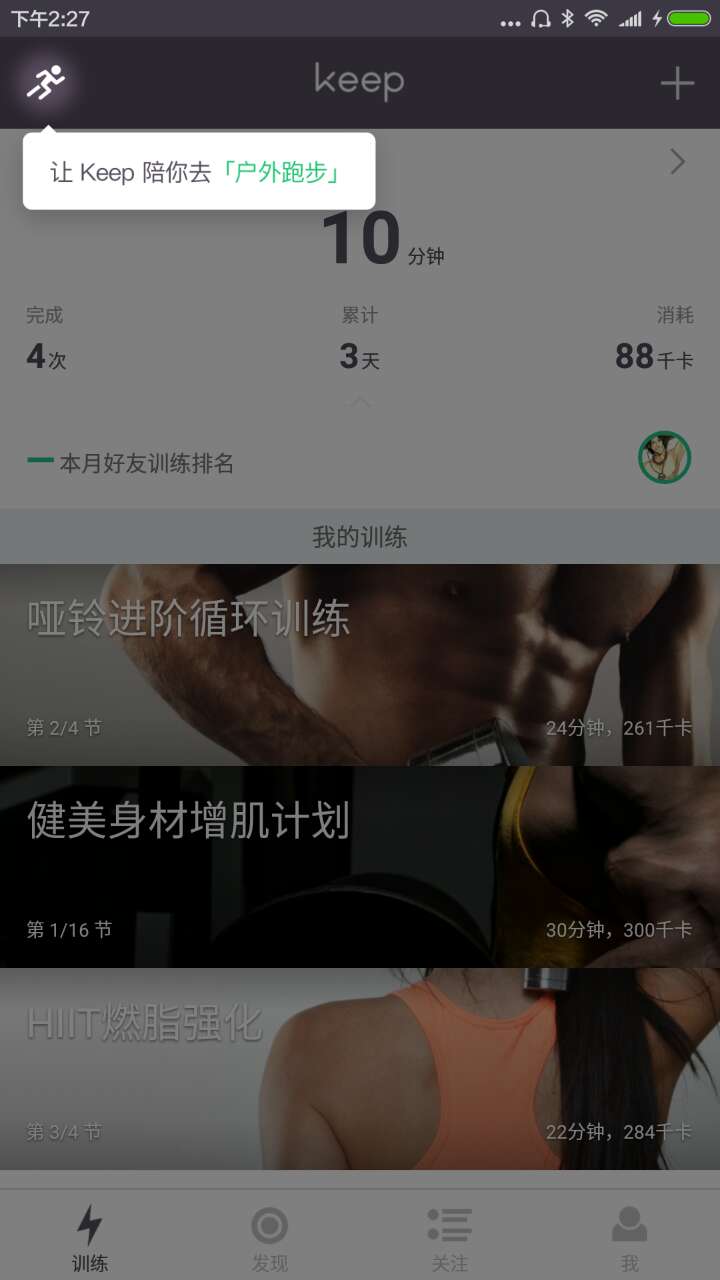 下午2:27
keep
让 Keep 陪你去「户外跑步」
10 分钟
完成 累计 消耗
4次 3天 88千卡
本月好友训练排名
我的训练
哑铃进阶循环训练
第 2/4 节 24分钟，261千卡
健美身材增肌计划
第 1/16 节 30分钟，300千卡
HIIT燃脂强化
第 3/4 节 22分钟，284千卡
训练 发现 关注 我